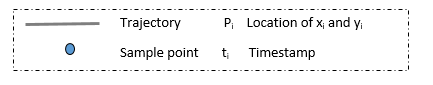 Trajectory Pᵢ Location of xᵢ and yᵢ
Sample point tᵢ Timestamp